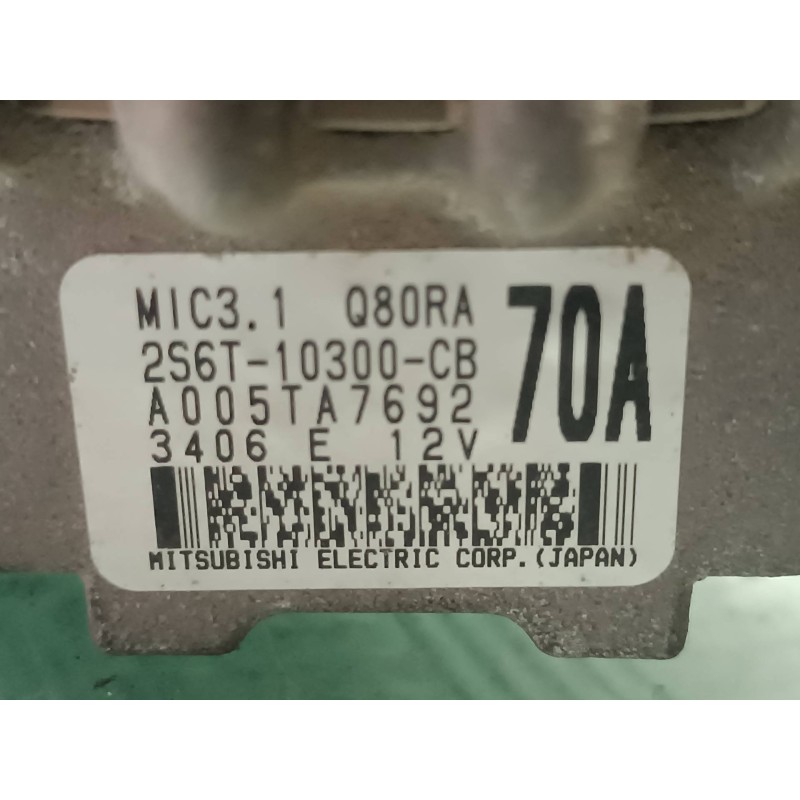 MIC3.1 Q80RA 70A
2S6T-10300-CB
A005TA7692
3406 E 12V
MITSUBISHI ELECTRIC CORP.(JAPAN)